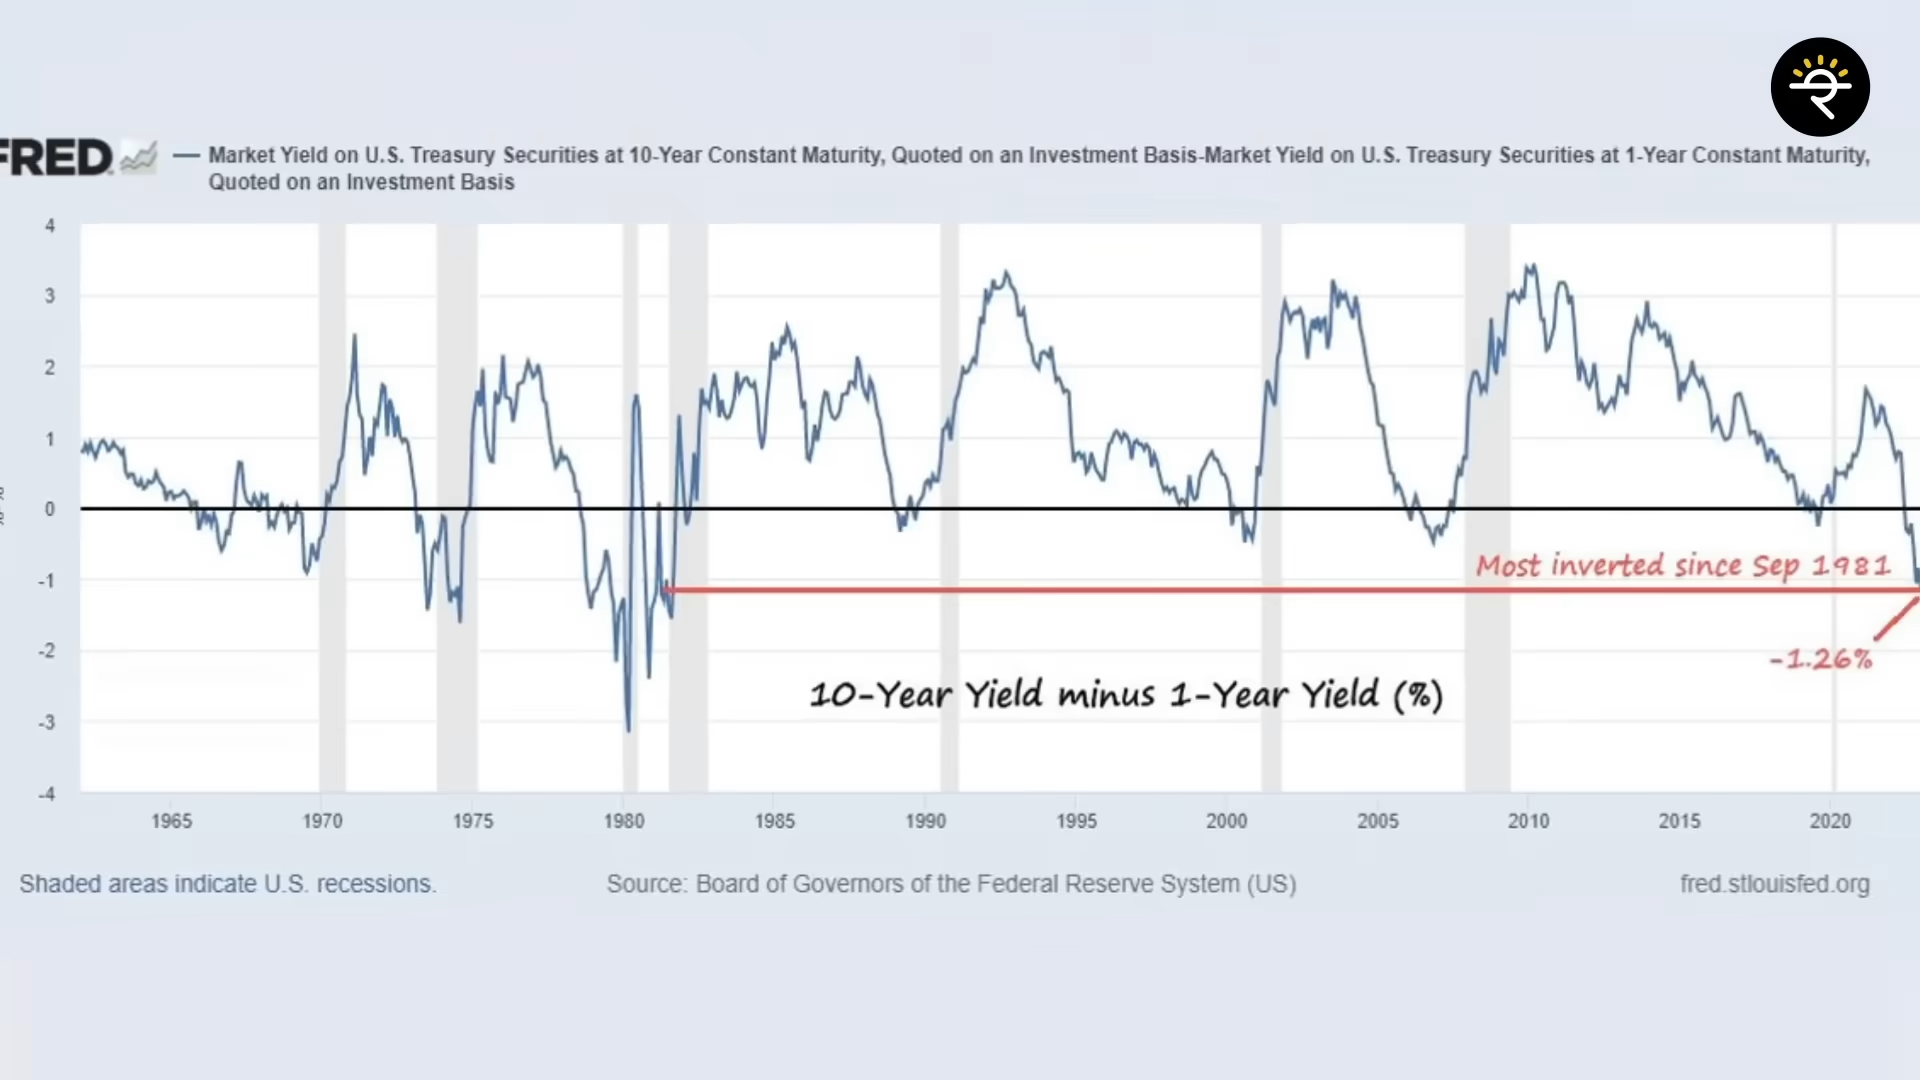 FRED
Market Yield on U.S. Treasury Securities at 10-Year Constant Maturity, Quoted on an Investment Basis-Market Yield on U.S. Treasury Securities at 1-Year Constant Maturity,
Quoted on an Investment Basis
4
3
2
1
0
-1
-2
-3
-4
Most inverted since Sep 1981
-1.26%
10-Year Yield minus 1-Year Yield (%)
1965 1970 1975 1980 1985 1990 1995 2000 2005 2010 2015 2020
Shaded areas indicate U.S. recessions. Source: Board of Governors of the Federal Reserve System (US) fred.stlouisfed.org